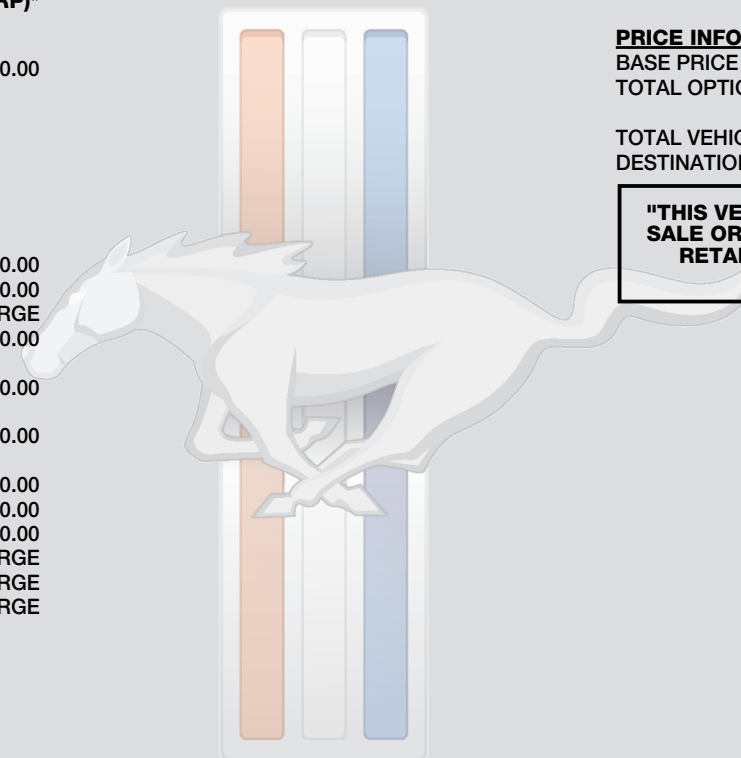 AP)"
0.00
0.00
0.00
RGE
0.00
0.00
0.00
0.00
0.00
0.00
RGE
RGE
RGE
PRICE INFO
BASE PRICE
TOTAL OPTIO
TOTAL VEHIC
DESTINATION
"THIS VE
SALE OR
RETAI